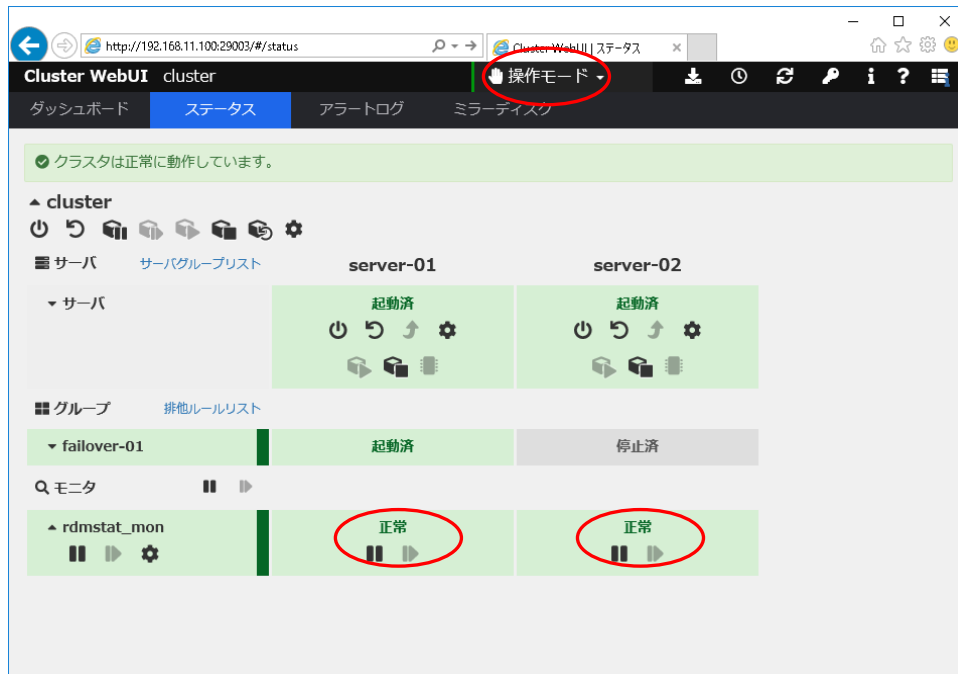 http://192.168.11.100:29003/#/status
Cluster WebUI | ステータス
Cluster WebUI cluster 操作モード
ダッシュボード ステータス アラートログ ミラーディスク
クラスタは正常に動作しています。
cluster
サーバ サーバグループリスト server-01 server-02
サーバ 起動済 起動済
グループ 排他ルールリスト
failover-01 起動済 停止済
モニタ
rdmstat_mon 正常 正常